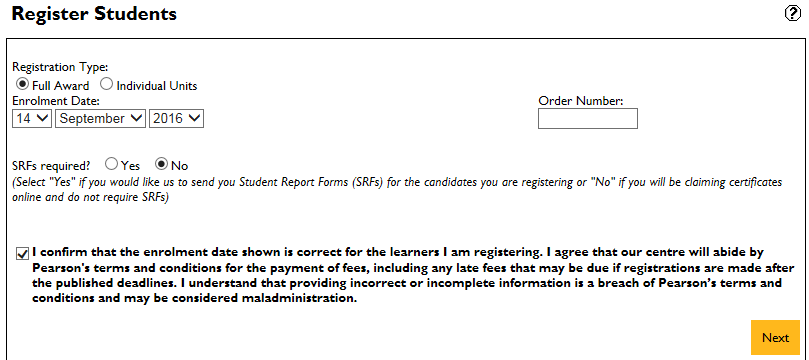 Register Students
?
Registration Type:
Full Award Individual Units
Enrolment Date: Order Number:
14 September 2016
SRFs required? Yes No
(Select "Yes" if you would like us to send you Student Report Forms (SRFs) for the candidates you are registering or "No" if you will be claiming certificates
online and do not require SRFs)
I confirm that the enrolment date shown is correct for the learners I am registering. I agree that our centre will abide by
Pearson's terms and conditions for the payment of fees, including any late fees that may be due if registrations are made after
the published deadlines. I understand that providing incorrect or incomplete information is a breach of Pearson's terms and
conditions and may be considered maladministration.
Next